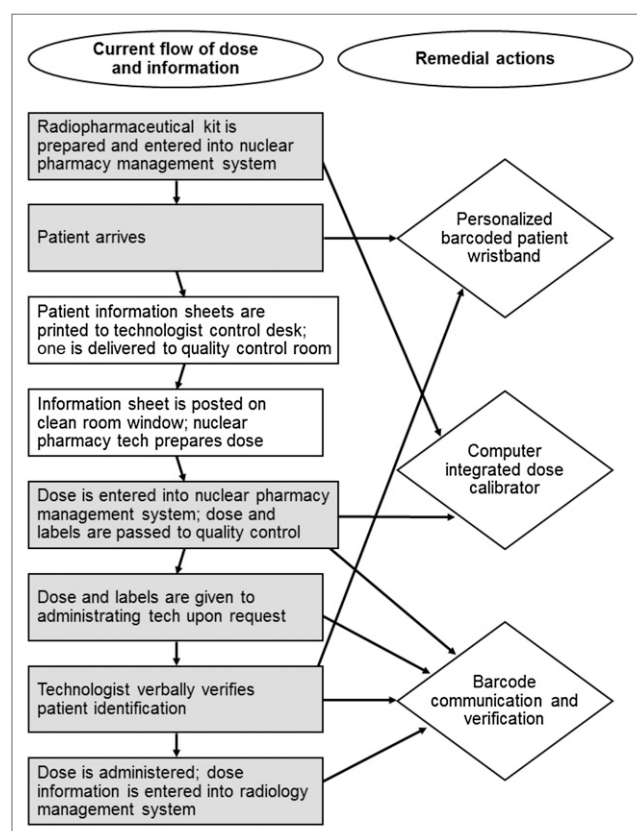 Current flow of dose
and information
Remedial actions
Radiopharmaceutical kit is
prepared and entered into nuclear
pharmacy management system
Patient arrives
Personalized
barcoded patient
wristband
Patient information sheets are
printed to technologist control desk;
one is delivered to quality control room
Information sheet is posted on
clean room window; nuclear
pharmacy tech prepares dose
Computer
integrated dose
calibrator
Dose is entered into nuclear pharmacy
management system; dose and
labels are passed to quality control
Dose and labels are given to
administrating tech upon request
Technologist verbally verifies
patient identification
Barcode
communication and
verification
Dose is administered; dose
information is entered into radiology
management system